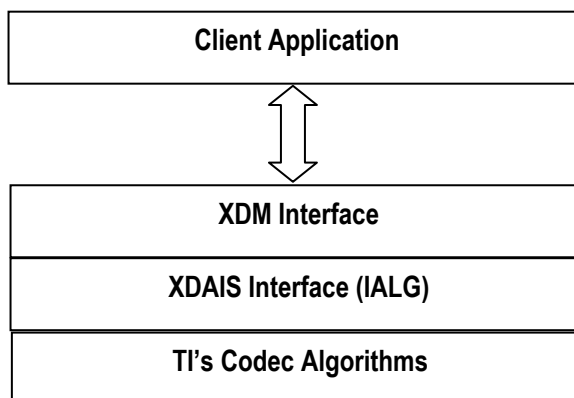 Client Application
XDM Interface
XDAIS Interface (IALG)
TI’s Codec Algorithms